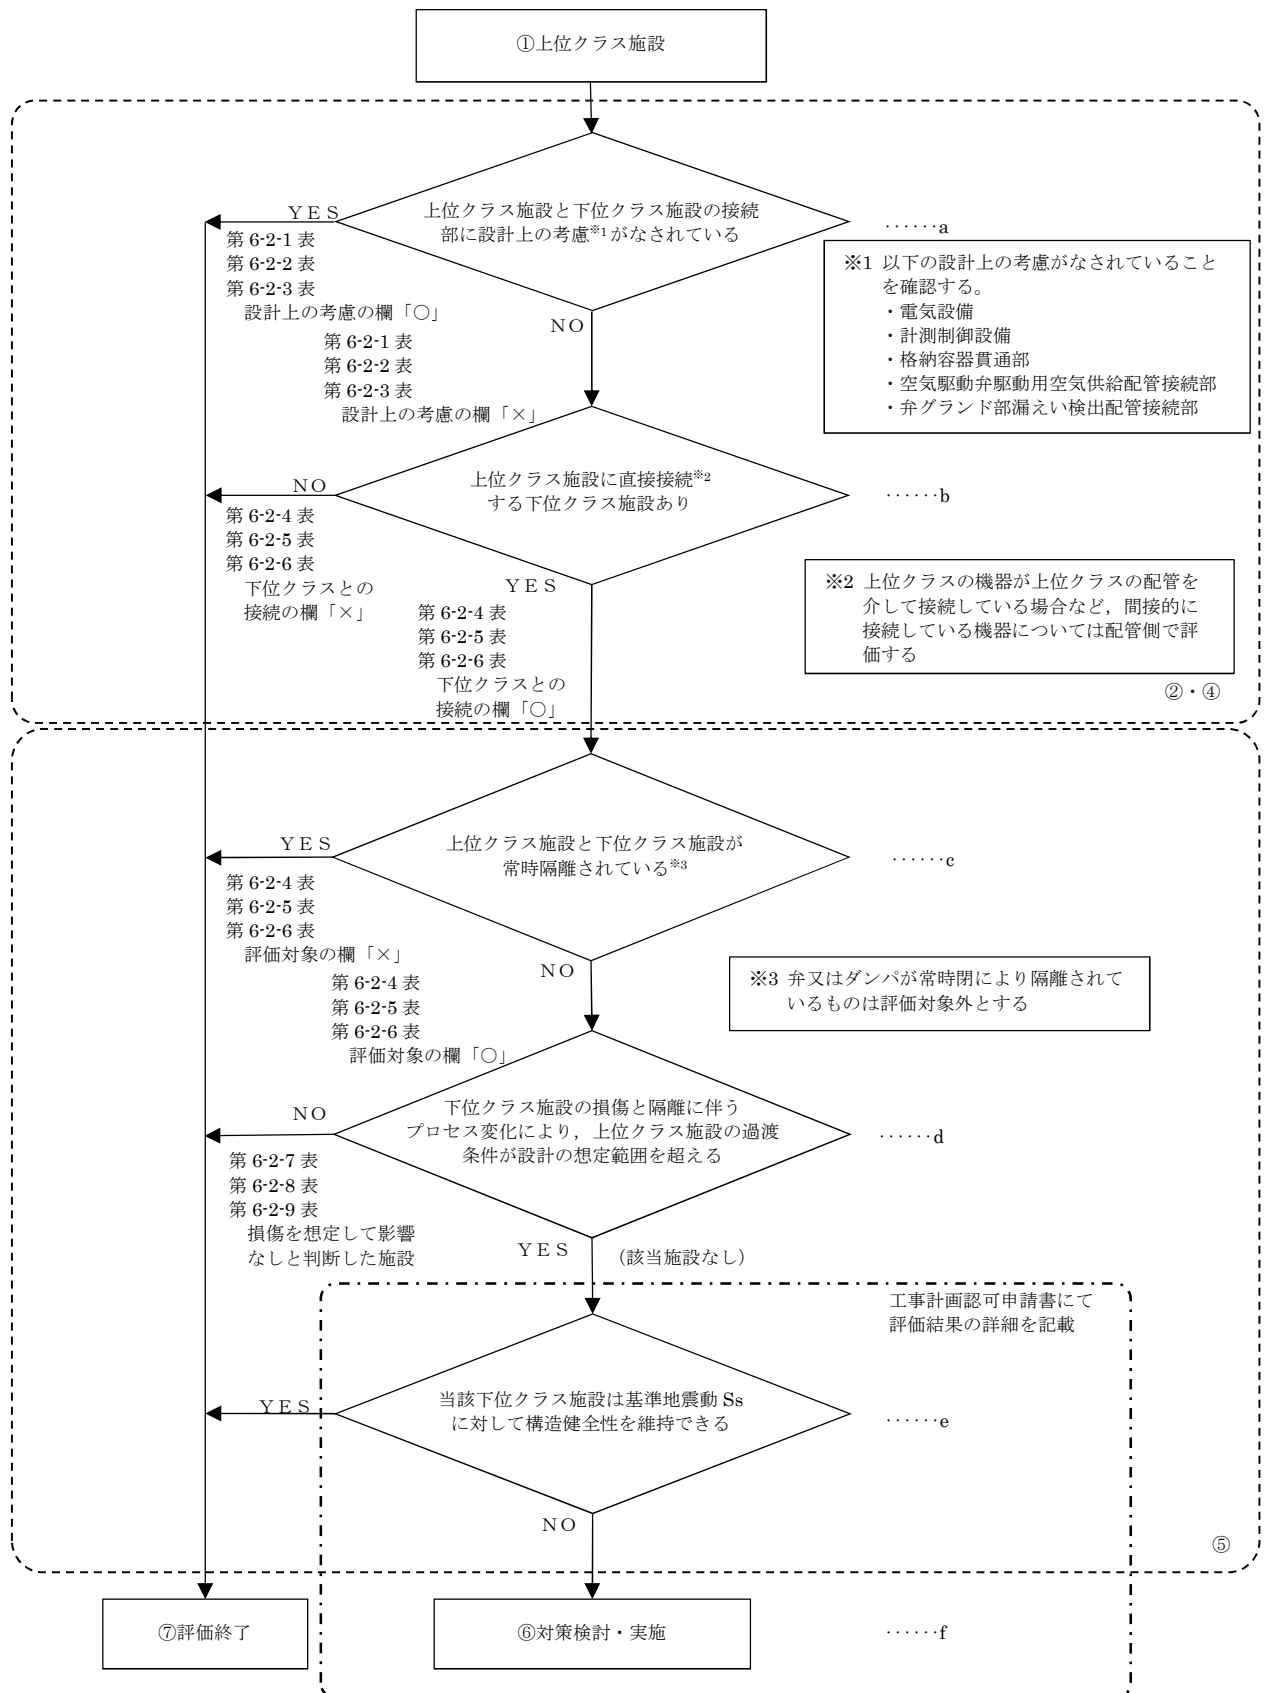 ①上位クラス施設
上位クラス施設と下位クラス施設の接続
部に設計上の考慮※1がなされている
······a
ＹＥＳ
第 6-2-1 表
第 6-2-2 表
第 6-2-3 表
設計上の考慮の欄「○」
ＮＯ
第 6-2-1 表
第 6-2-2 表
第 6-2-3 表
設計上の考慮の欄「×」
※1 以下の設計上の考慮がなされていること
を確認する。
・電気設備
・計測制御設備
・格納容器貫通部
・空気駆動弁駆動用空気供給配管接続部
・弁グランド部漏えい検出配管接続部
上位クラス施設に直接接続※2
する下位クラス施設あり
······b
ＮＯ
第 6-2-4 表
第 6-2-5 表
第 6-2-6 表
下位クラスとの
接続の欄「×」
ＹＥＳ
第 6-2-4 表
第 6-2-5 表
第 6-2-6 表
下位クラスとの
接続の欄「○」
※2 上位クラスの機器が上位クラスの配管を
介して接続している場合など，間接的に
接続している機器については配管側で評
価する
②・④
上位クラス施設と下位クラス施設が
常時隔離されている※3
······c
ＹＥＳ
第 6-2-4 表
第 6-2-5 表
第 6-2-6 表
評価対象の欄「×」
ＮＯ
第 6-2-4 表
第 6-2-5 表
第 6-2-6 表
評価対象の欄「○」
※3 弁又はダンパが常時閉により隔離されて
いるものは評価対象外とする
下位クラス施設の損傷と隔離に伴う
プロセス変化により，上位クラス施設の過渡
条件が設計の想定範囲を超える
······d
ＮＯ
第 6-2-7 表
第 6-2-8 表
第 6-2-9 表
損傷を想定して影響
なしと判断した施設
ＹＥＳ
（該当施設なし）
工事計画認可申請書にて
評価結果の詳細を記載
当該下位クラス施設は基準地震動 Ss
に対して構造健全性を維持できる
······e
ＹＥＳ
ＮＯ
⑤
⑦評価終了
⑥対策検討・実施
······f